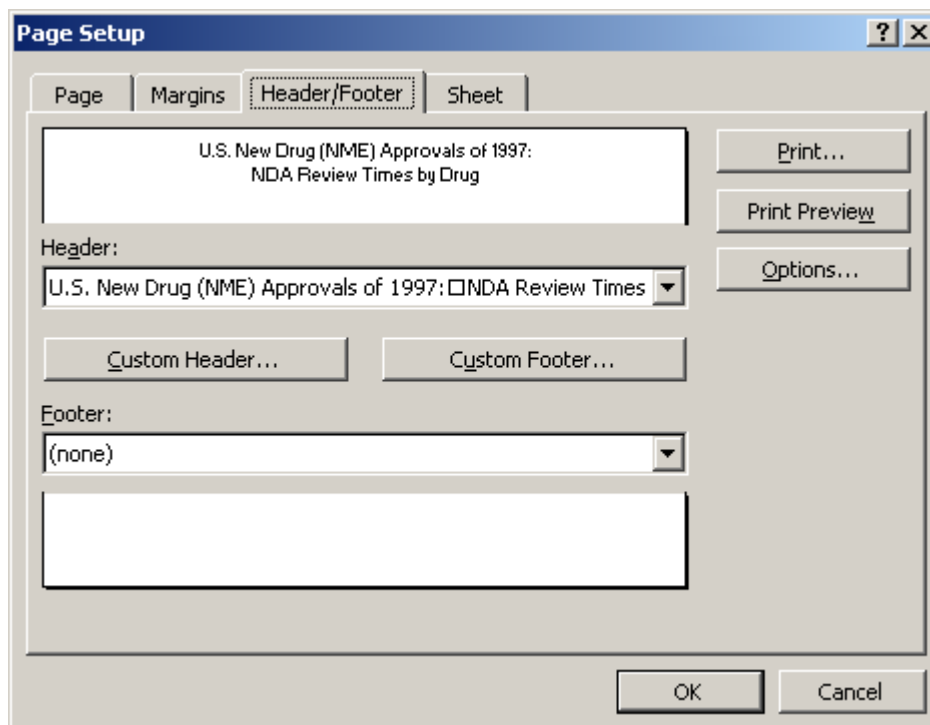 Page Setup
Page Margins Header/Footer Sheet
U.S. New Drug (NME) Approvals of 1997:
NDA Review Times by Drug
Print...
Print Preview
Options...
Header:
U.S. New Drug (NME) Approvals of 1997:□NDA Review Times
Custom Header... Custom Footer...
Footer:
(none)
OK Cancel